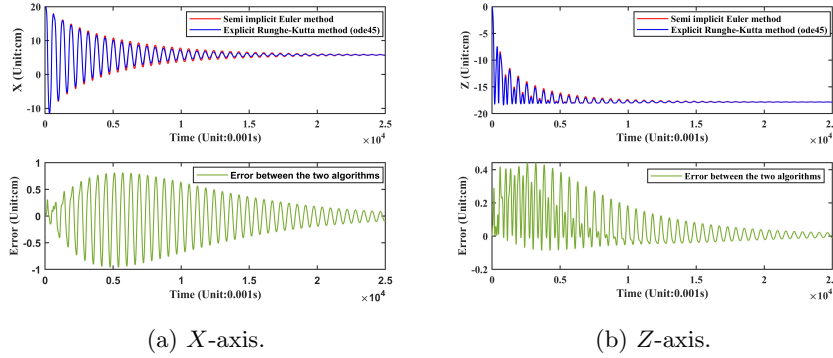 20
10
0
-10
X (Unit:cm)
Semi implicit Euler method
Explicit Runghe-Kutta method (ode45)
0 0.5 1 1.5 2 2.5
Time (Unit:0.001s)
×10⁴
1
0.5
0
-0.5
-1
Error (Unit:cm)
Error between the two algorithms
0 0.5 1 1.5 2 2.5
Time (Unit:0.001s)
×10⁴
(a) X-axis.
0
-5
-10
-15
-20
Z (Unit:cm)
Semi implicit Euler method
Explicit Runghe-Kutta method (ode45)
0 0.5 1 1.5 2 2.5
Time (Unit:0.001s)
×10⁴
0.4
0.2
0
-0.2
Error (Unit:cm)
Error between the two algorithms
0 0.5 1 1.5 2 2.5
Time (Unit:0.001s)
×10⁴
(b) Z-axis.